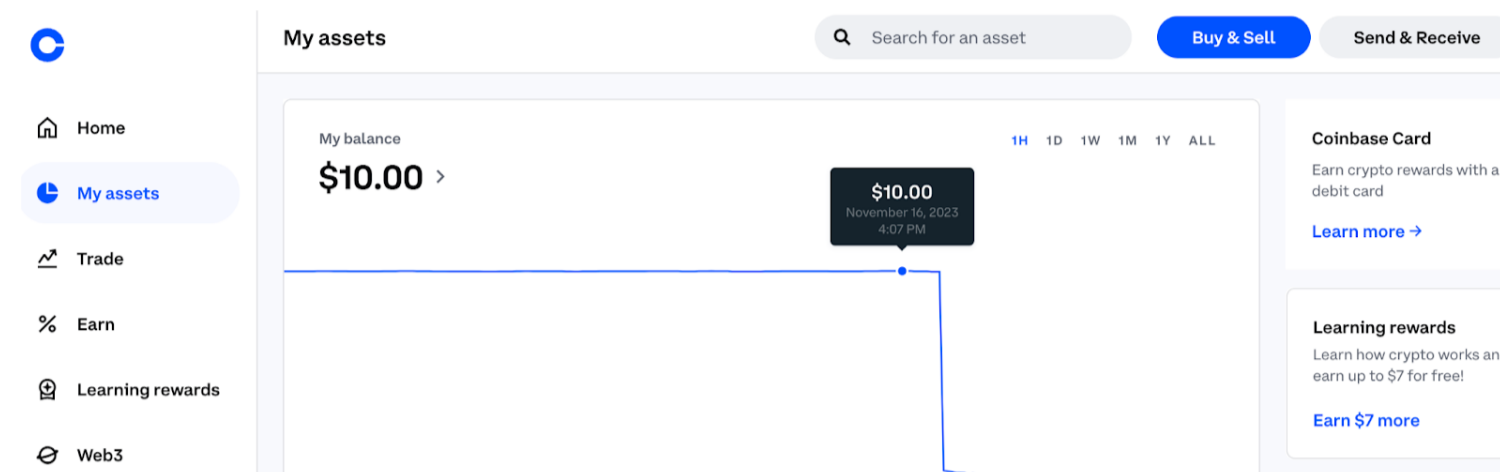 My assets
Search for an asset
Buy & Sell
Send & Receive
Home
My assets
Trade
Earn
Learning rewards
Web3
My balance
$10.00
1H 1D 1W 1M 1Y ALL
$10.00
November 16, 2023
4:07 PM
Coinbase Card
Earn crypto rewards with a
debit card
Learn more →
Learning rewards
Learn how crypto works an
earn up to $7 for free!
Earn $7 more